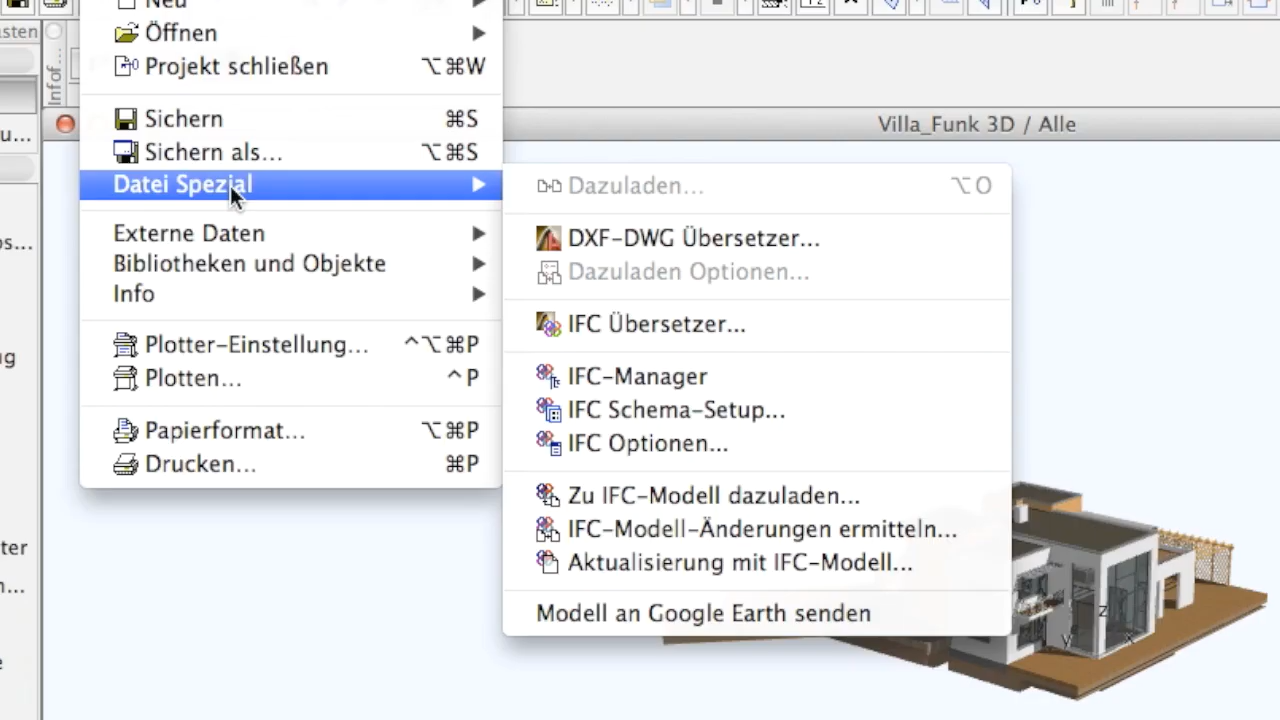 Neu
Öffnen
Projekt schließen ⌥⌘W
Sichern ⌘S
Sichern als... ⌥⌘S
Datei Spezial
Externe Daten
Bibliotheken und Objekte
Info
Plotter-Einstellung... ^⌥⌘P
Plotten... ^P
Papierformat... ⌥⌘P
Drucken... ⌘P
Villa_Funk 3D / Alle
Dazuladen... ⌥O
DXF-DWG Übersetzer...
Dazuladen Optionen...
IFC Übersetzer...
IFC-Manager
IFC Schema-Setup...
IFC Optionen...
Zu IFC-Modell dazuladen...
IFC-Modell-Änderungen ermitteln...
Aktualisierung mit IFC-Modell...
Modell an Google Earth senden
z
y
x